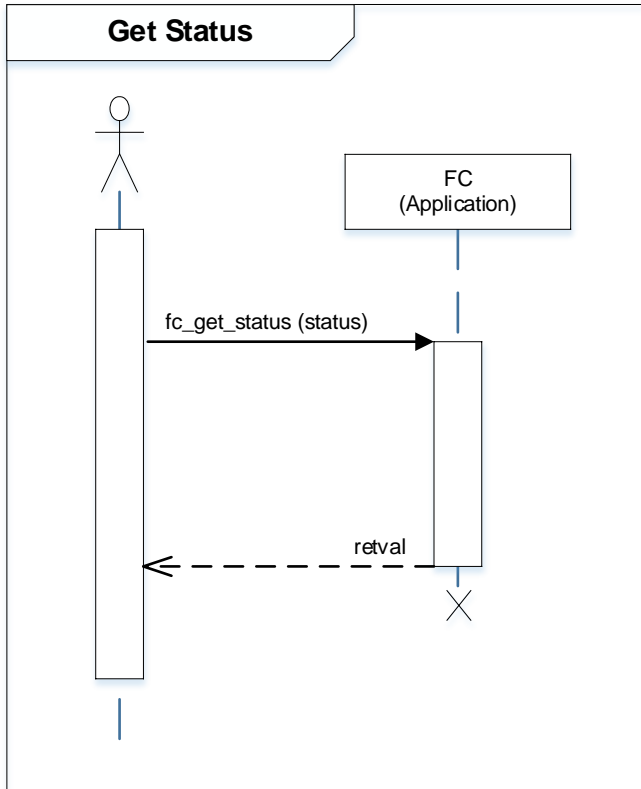 Get Status
FC
(Application)
fc_get_status (status)
retval